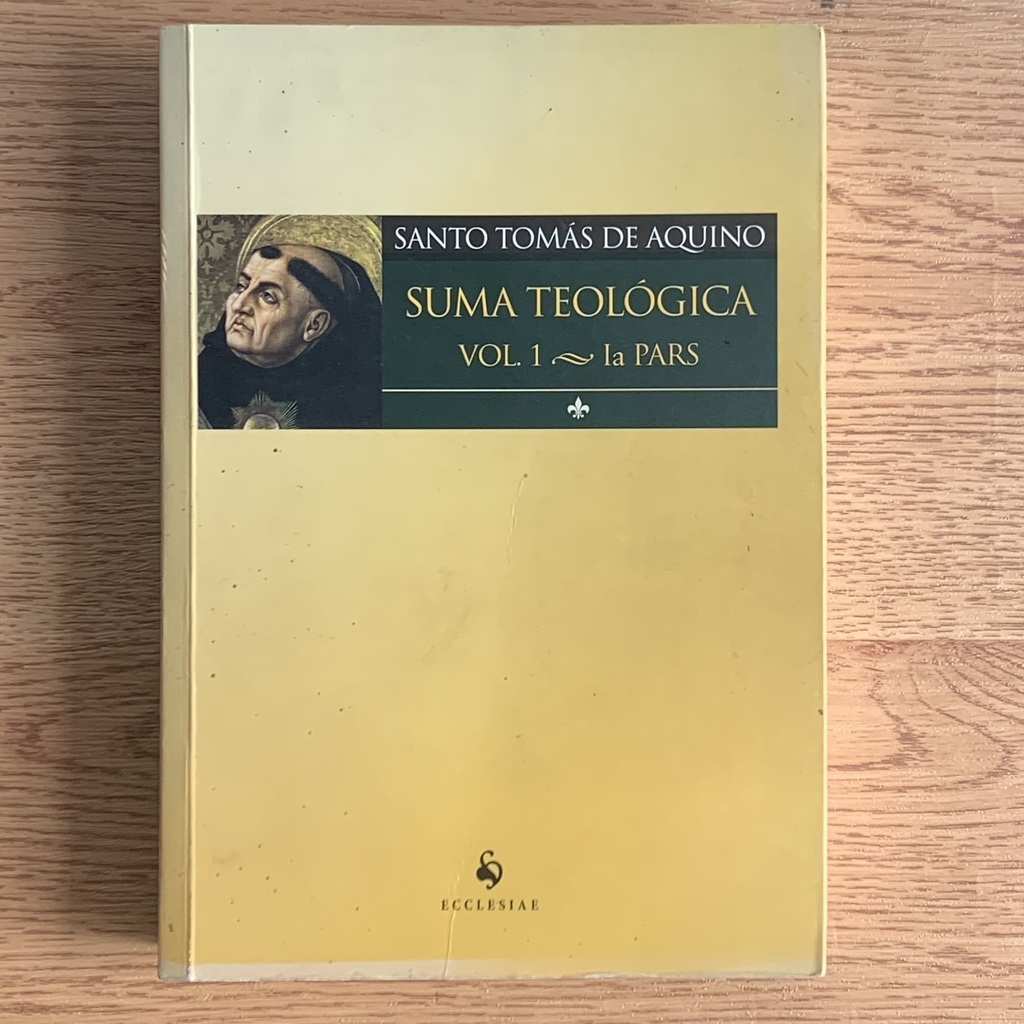 SANTO TOMÁS DE AQUINO
SUMA TEOLÓGICA
VOL. 1 ~ Ia PARS
ECCLESIAE